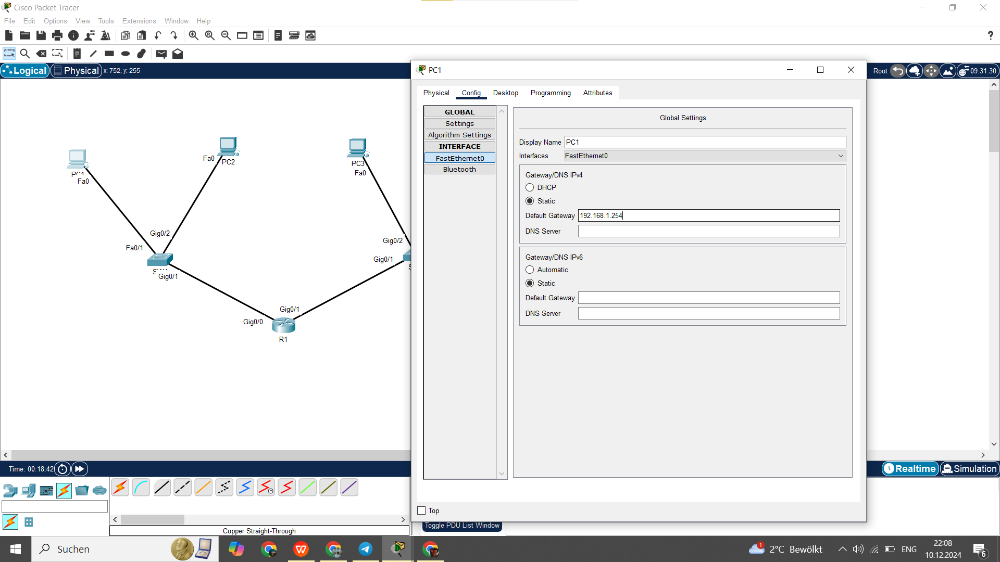 Cisco Packet Tracer
File Edit Options View Tools Extensions Window Help
Logical Physical x: 752, y: 255
Root 09:31:30
PC1
Physical Config Desktop Programming Attributes
GLOBAL
Settings
Algorithm Settings
INTERFACE
FastEthernet0
Bluetooth
Global Settings
Display Name PC1
Interfaces FastEthernet0
Gateway/DNS IPv4
DHCP
Static
Default Gateway 192.168.1.254
DNS Server
Gateway/DNS IPv6
Automatic
Static
Default Gateway
DNS Server
Top
Fa0
PC2
PC3
Fa0
PC1
Fa0
Gig0/2
Fa0/1
Gig0/1
Gig0/2
Gig0/1
Gig0/1
Gig0/0
R1
Time: 00:18:42
Realtime Simulation
Copper Straight-Through
Toggle PDU List Window
Suchen
1
2°C Bewölkt
ENG
22:08
10.12.2024
6